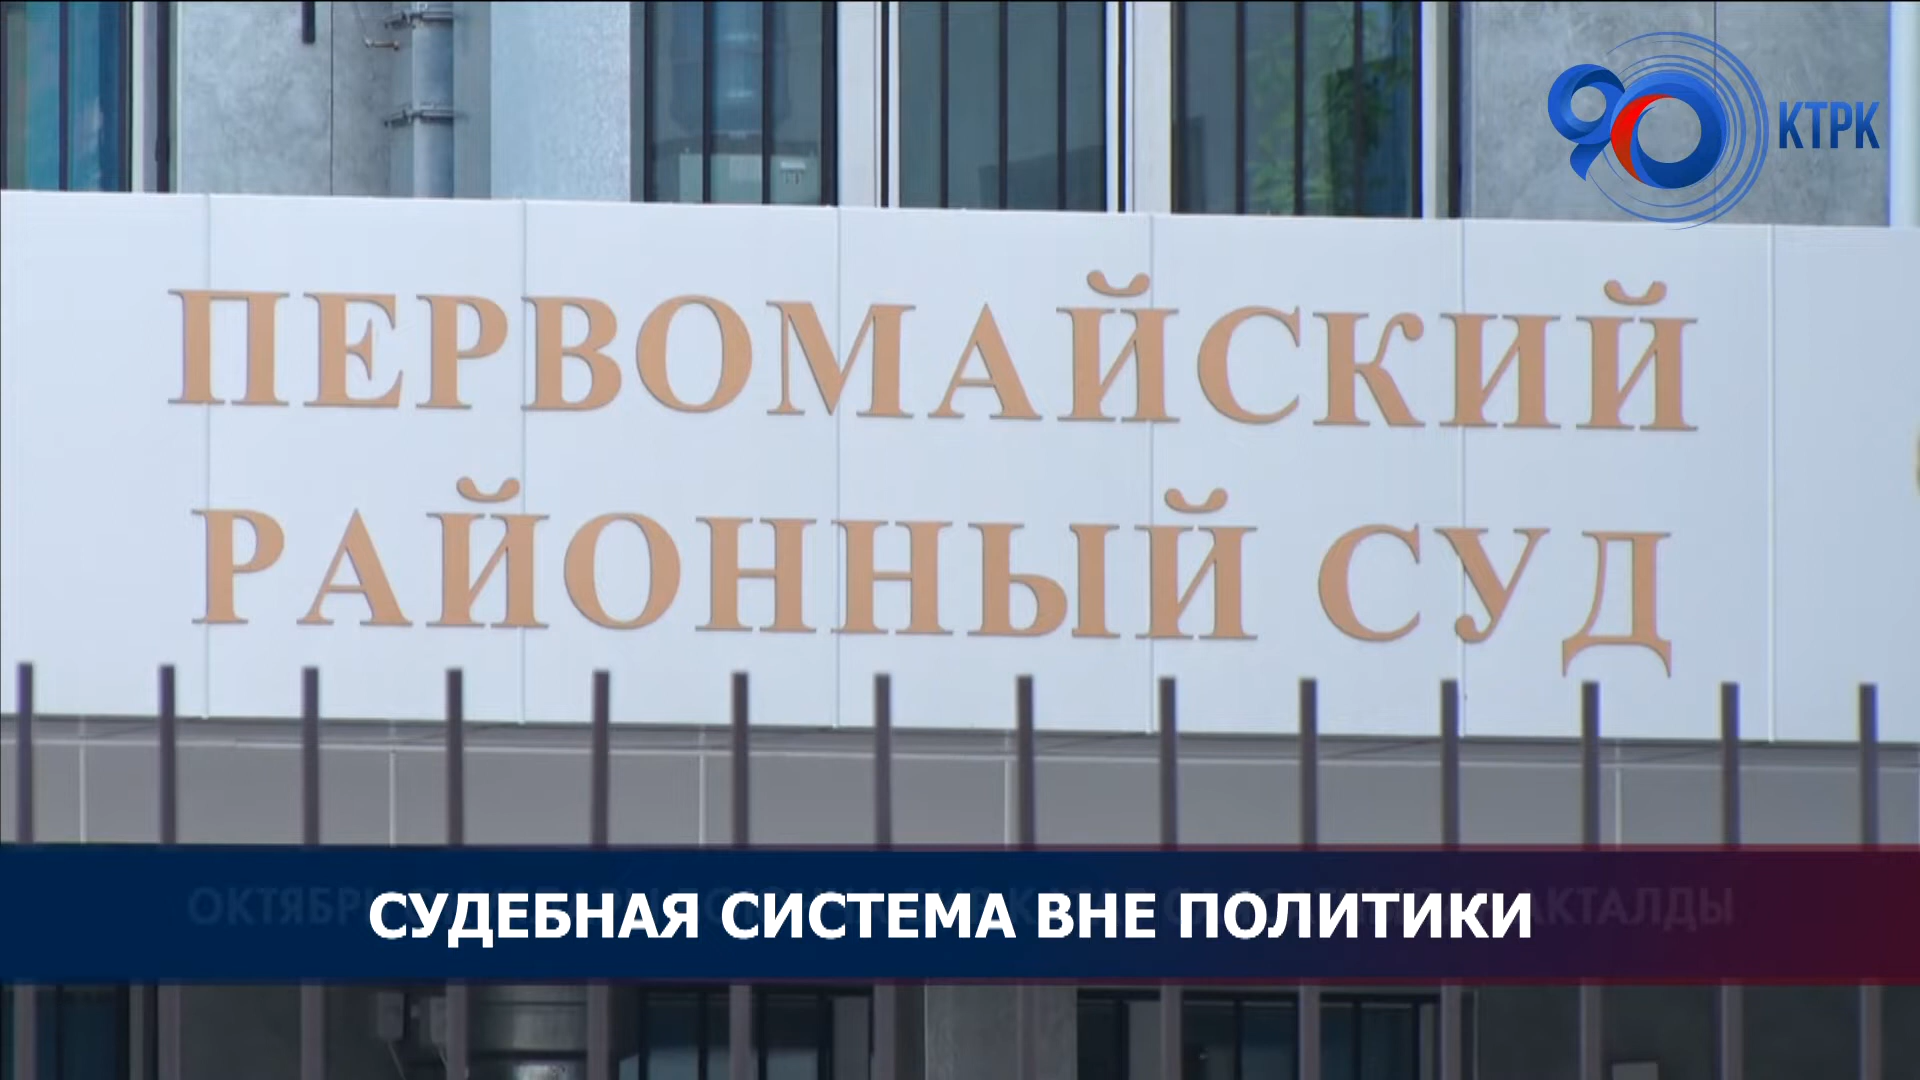 90 КТРК
ПЕРВОМАЙСКИЙ
РАЙОННЫЙ СУД
СУДЕБНАЯ СИСТЕМА ВНЕ ПОЛИТИКИ